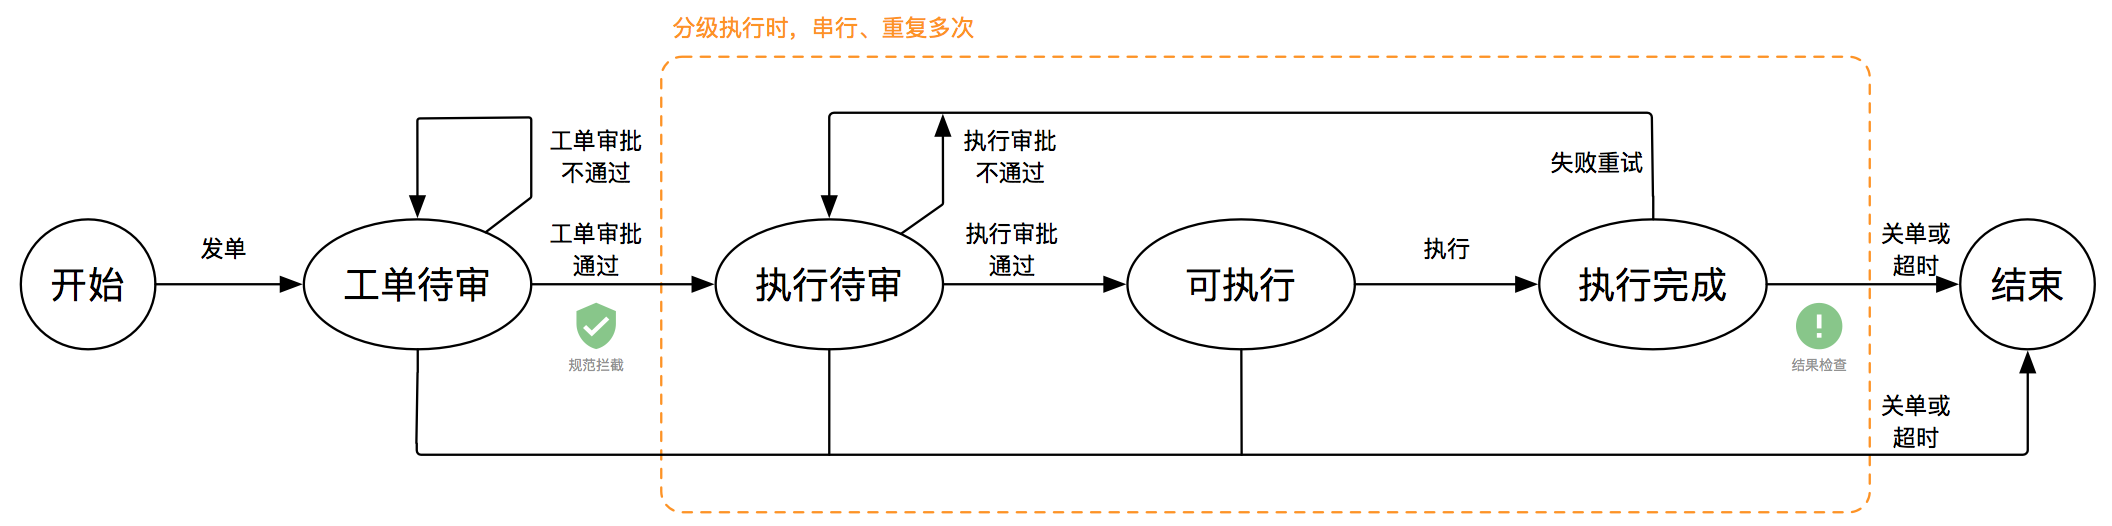 分级执行时，串行、重复多次
工单审批
不通过
执行审批
不通过
失败重试
开始
发单
工单待审
工单审批
通过
规范拦截
执行待审
执行审批
通过
可执行
执行
执行完成
关单或
超时
结果检查
结束
关单或
超时